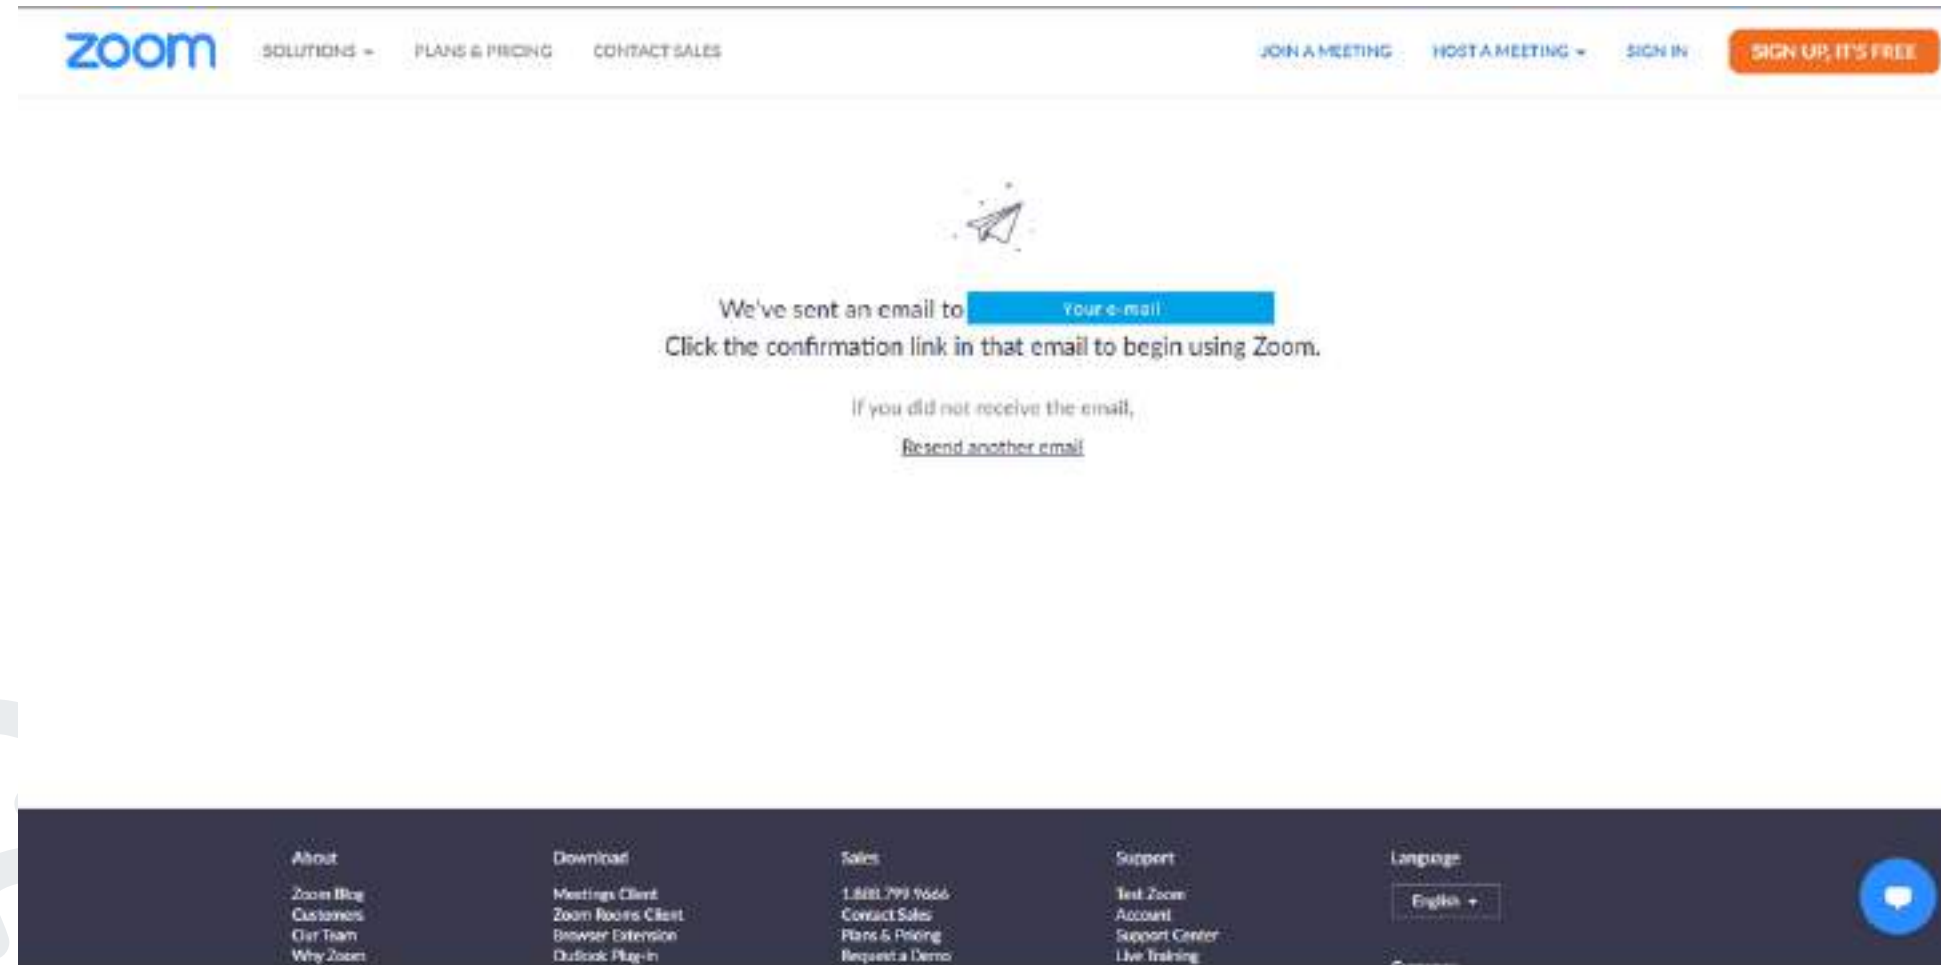 zoom SOLUTIONS PLANS & PRICING CONTACT SALES JOIN A MEETING HOST A MEETING SIGN IN SIGN UP, IT'S FREE
We've sent an email to Your e-mail
Click the confirmation link in that email to begin using Zoom.
If you did not receive the email,
Resend another email
About
Zoom Blog
Customers
Our Team
Why Zoom
Download
Meetings Client
Zoom Rooms Client
Browser Extension
Outlook Plug-in
Sales
1.888.799.9666
Contact Sales
Plans & Pricing
Request a Demo
Support
Test Zoom
Account
Support Center
Live Training
Language
English